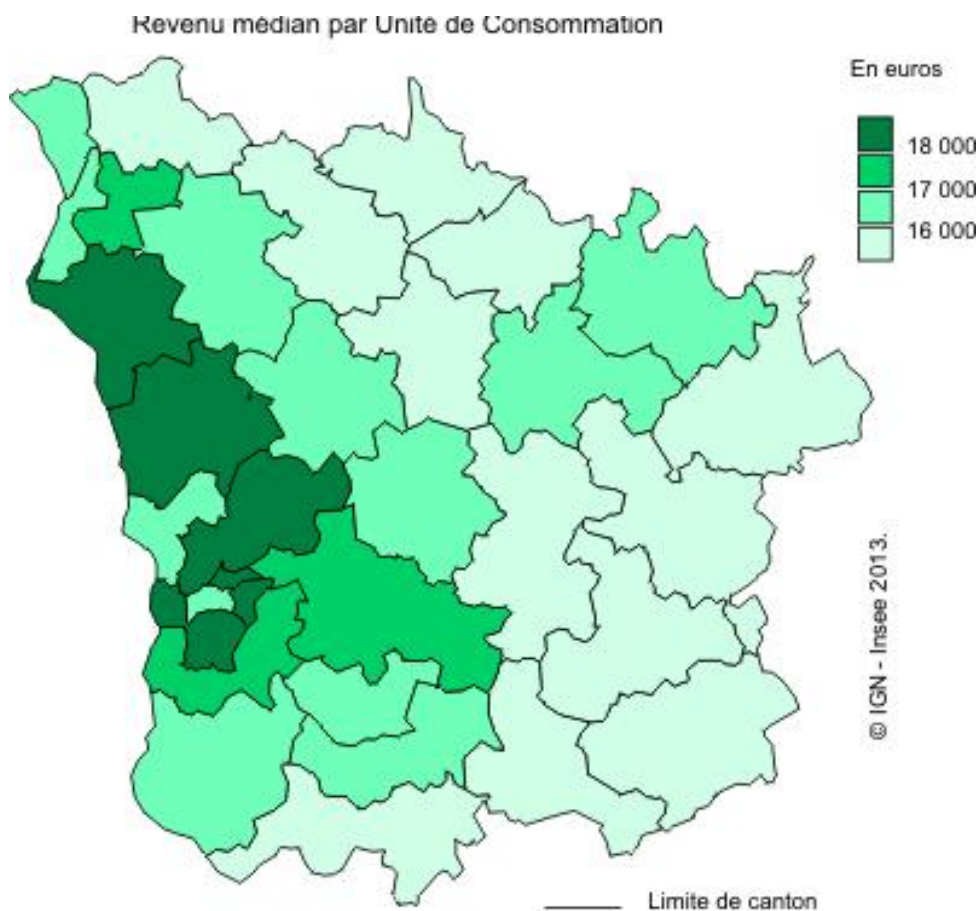 Revenu médian par Unité de Consommation
En euros
18 000
17 000
16 000
© IGN - Insee 2013.
Limite de canton